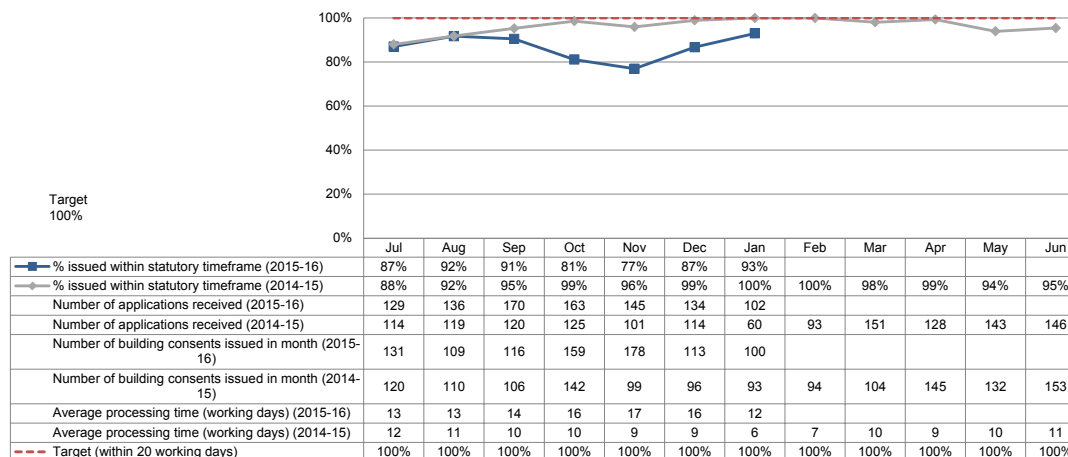 100%
80%
60%
40%
20%
0%
Target
100%
Jul Aug Sep Oct Nov Dec Jan Feb Mar Apr May Jun
% issued within statutory timeframe (2015-16) 87% 92% 91% 81% 77% 87% 93%
% issued within statutory timeframe (2014-15) 88% 92% 95% 99% 96% 99% 100% 100% 98% 99% 94% 95%
Number of applications received (2015-16) 129 136 170 163 145 134 102
Number of applications received (2014-15) 114 119 120 125 101 114 60 93 151 128 143 146
Number of building consents issued in month (2015-
16) 131 109 116 159 178 113 100
Number of building consents issued in month (2014-
15) 120 110 106 142 99 96 93 94 104 145 132 153
Average processing time (working days) (2015-16) 13 13 14 16 17 16 12
Average processing time (working days) (2014-15) 12 11 10 10 9 9 6 7 10 9 10 11
Target (within 20 working days) 100% 100% 100% 100% 100% 100% 100% 100% 100% 100% 100% 100%